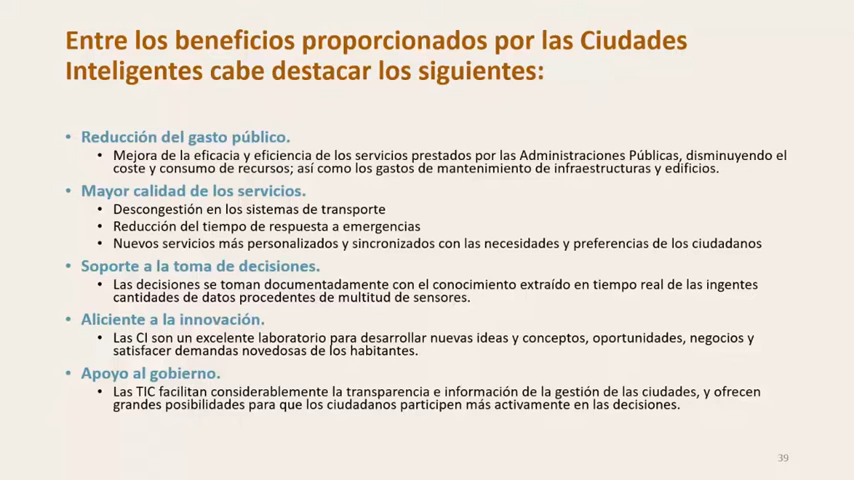 Entre los beneficios proporcionados por las Ciudades
Inteligentes cabe destacar los siguientes:
• Reducción del gasto público.
• Mejora de la eficacia y eficiencia de los servicios prestados por las Administraciones Públicas, disminuyendo el
coste y consumo de recursos; así como los gastos de mantenimiento de infraestructuras y edificios.
• Mayor calidad de los servicios.
• Descongestión en los sistemas de transporte
• Reducción del tiempo de respuesta a emergencias
• Nuevos servicios más personalizados y sincronizados con las necesidades y preferencias de los ciudadanos
• Soporte a la toma de decisiones.
• Las decisiones se toman documentadamente con el conocimiento extraído en tiempo real de las ingentes
cantidades de datos procedentes de multitud de sensores.
• Aliciente a la innovación.
• Las CI son un excelente laboratorio para desarrollar nuevas ideas y conceptos, oportunidades, negocios y
satisfacer demandas novedosas de los habitantes.
• Apoyo al gobierno.
• Las TIC facilitan considerablemente la transparencia e información de la gestión de las ciudades, y ofrecen
grandes posibilidades para que los ciudadanos participen más activamente en las decisiones.
39